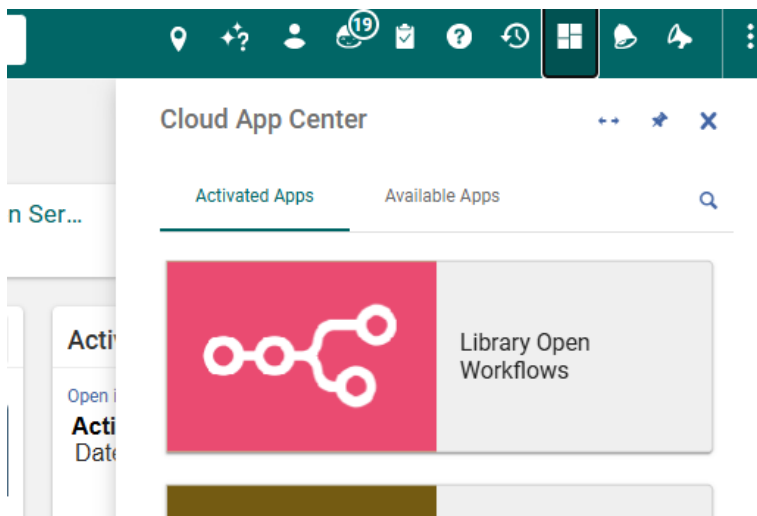 19
Cloud App Center
Activated Apps
Available Apps
n Ser...
Library Open
Workflows
Acti
Open i
Acti
Date